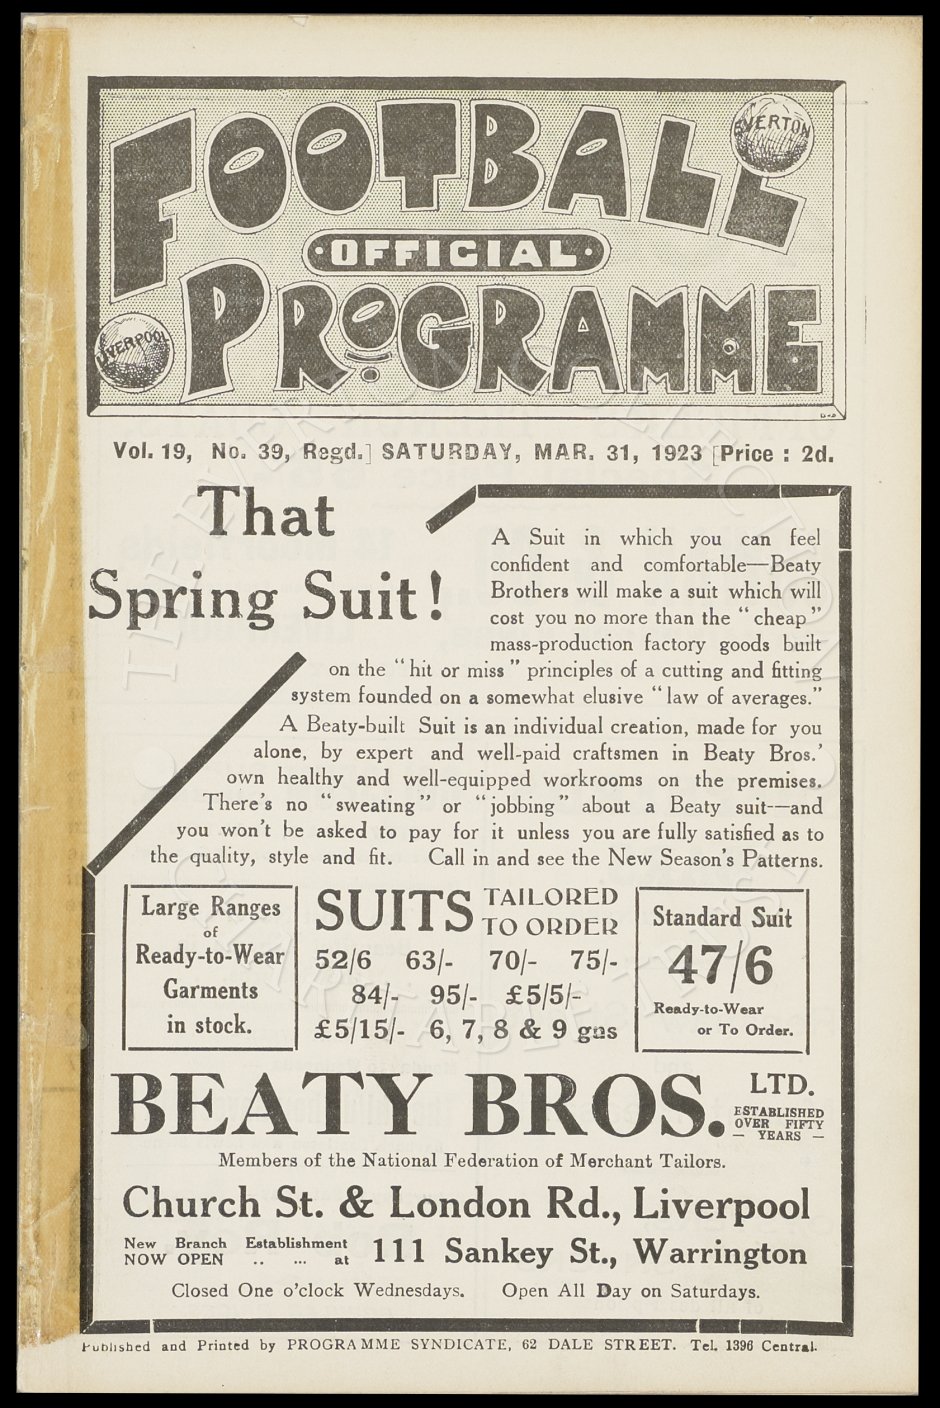 FOOTBALL
EVERTON
OFFICIAL
PROGRAMME
LIVERPOOL
Vol. 19, No. 39, Regd.] SATURDAY, MAR. 31, 1923 [Price : 2d.
That
Spring Suit!
A Suit in which you can feel
confident and comfortable—Beaty
Brothers will make a suit which will
cost you no more than the "cheap"
mass-production factory goods built
on the "hit or miss" principles of a cutting and fitting
system founded on a somewhat elusive "law of averages."
A Beaty-built Suit is an individual creation, made for you
alone, by expert and well-paid craftsmen in Beaty Bros.'
own healthy and well-equipped workrooms on the premises.
There's no "sweating" or "jobbing" about a Beaty suit—and
you won't be asked to pay for it unless you are fully satisfied as to
the quality, style and fit. Call in and see the New Season's Patterns.
Large Ranges
of
Ready-to-Wear
Garments
in stock.
SUITS TAILORED
TO ORDER
52/6 63/- 70/- 75/-
84/- 95/- £5/5/-
£5/15/- 6, 7, 8 & 9 gns
Standard Suit
47/6
Ready-to-Wear
or To Order.
BEATY BROS. LTD.
ESTABLISHED
OVER FIFTY
— YEARS —
Members of the National Federation of Merchant Tailors.
Church St. & London Rd., Liverpool
New Branch Establishment
NOW OPEN .. ... at
111 Sankey St., Warrington
Closed One o'clock Wednesdays. Open All Day on Saturdays.
Published and Printed by PROGRAMME SYNDICATE, 62 DALE STREET. Tel. 1396 Central.
THE EVERTON COLLECTION
CHARITABLE TRUST